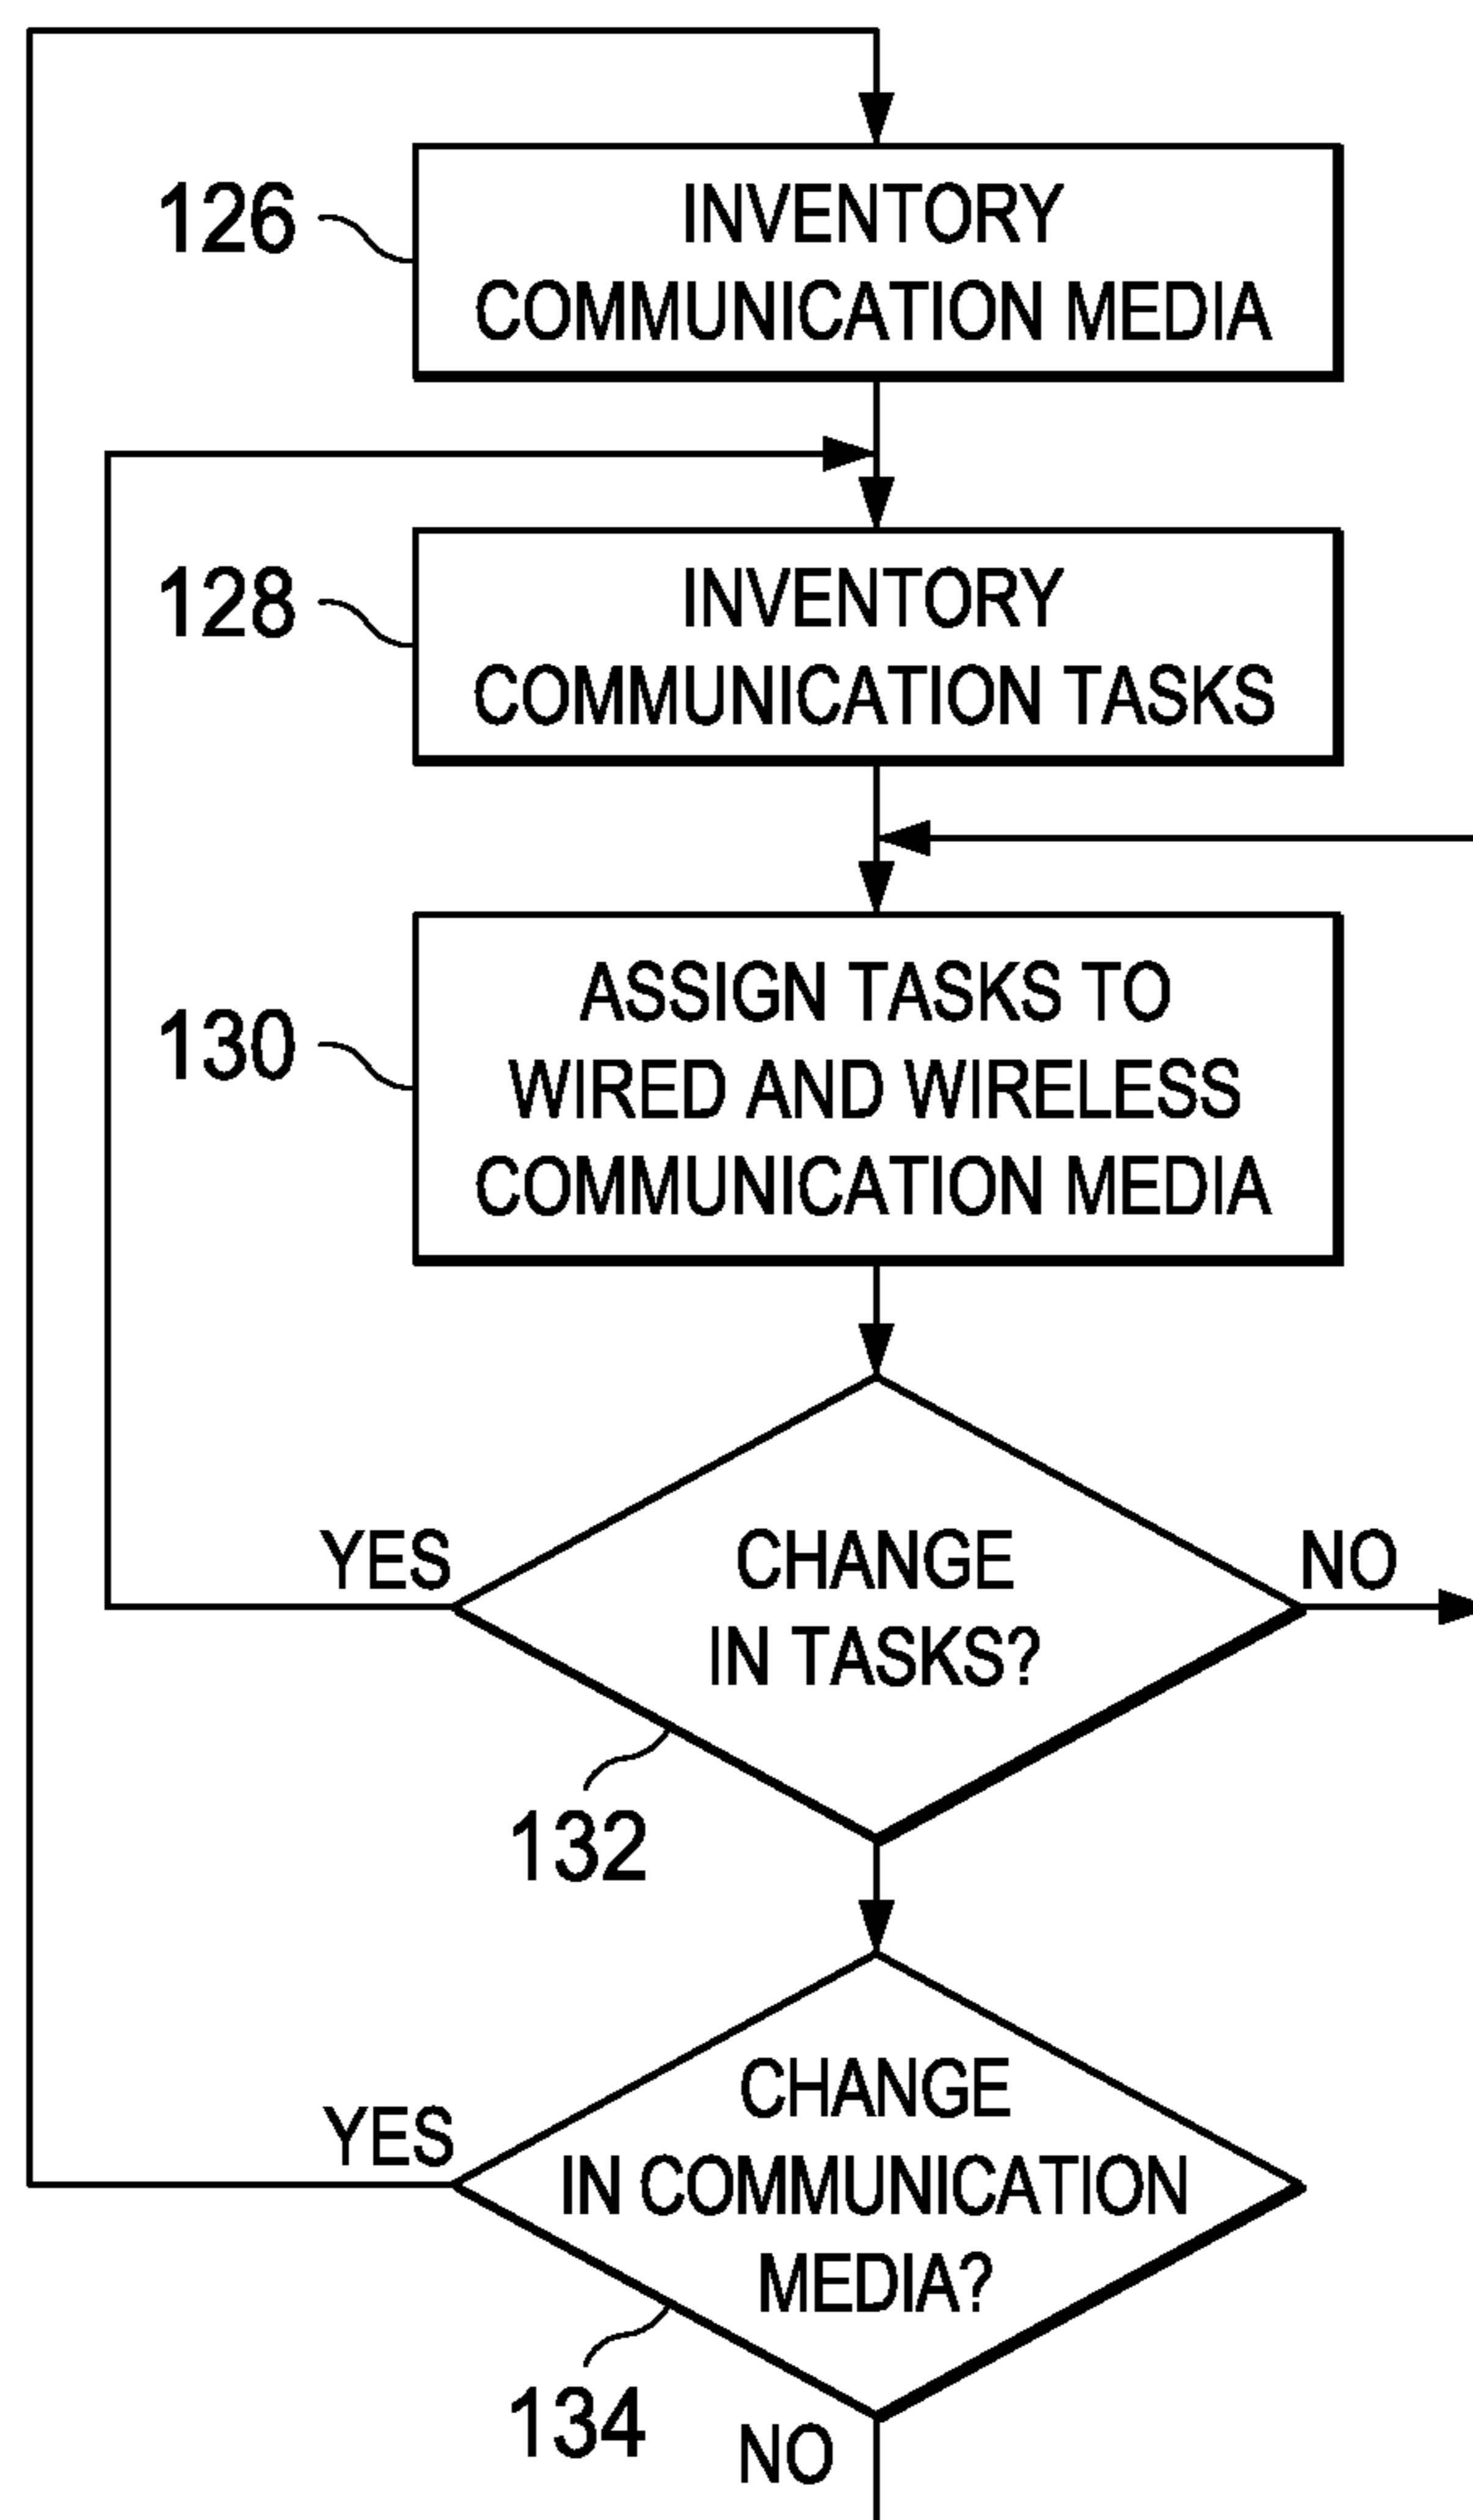 126
INVENTORY
COMMUNICATION MEDIA
128
INVENTORY
COMMUNICATION TASKS
130
ASSIGN TASKS TO
WIRED AND WIRELESS
COMMUNICATION MEDIA
YES
CHANGE
IN TASKS?
NO
132
YES
CHANGE
IN COMMUNICATION
MEDIA?
134
NO